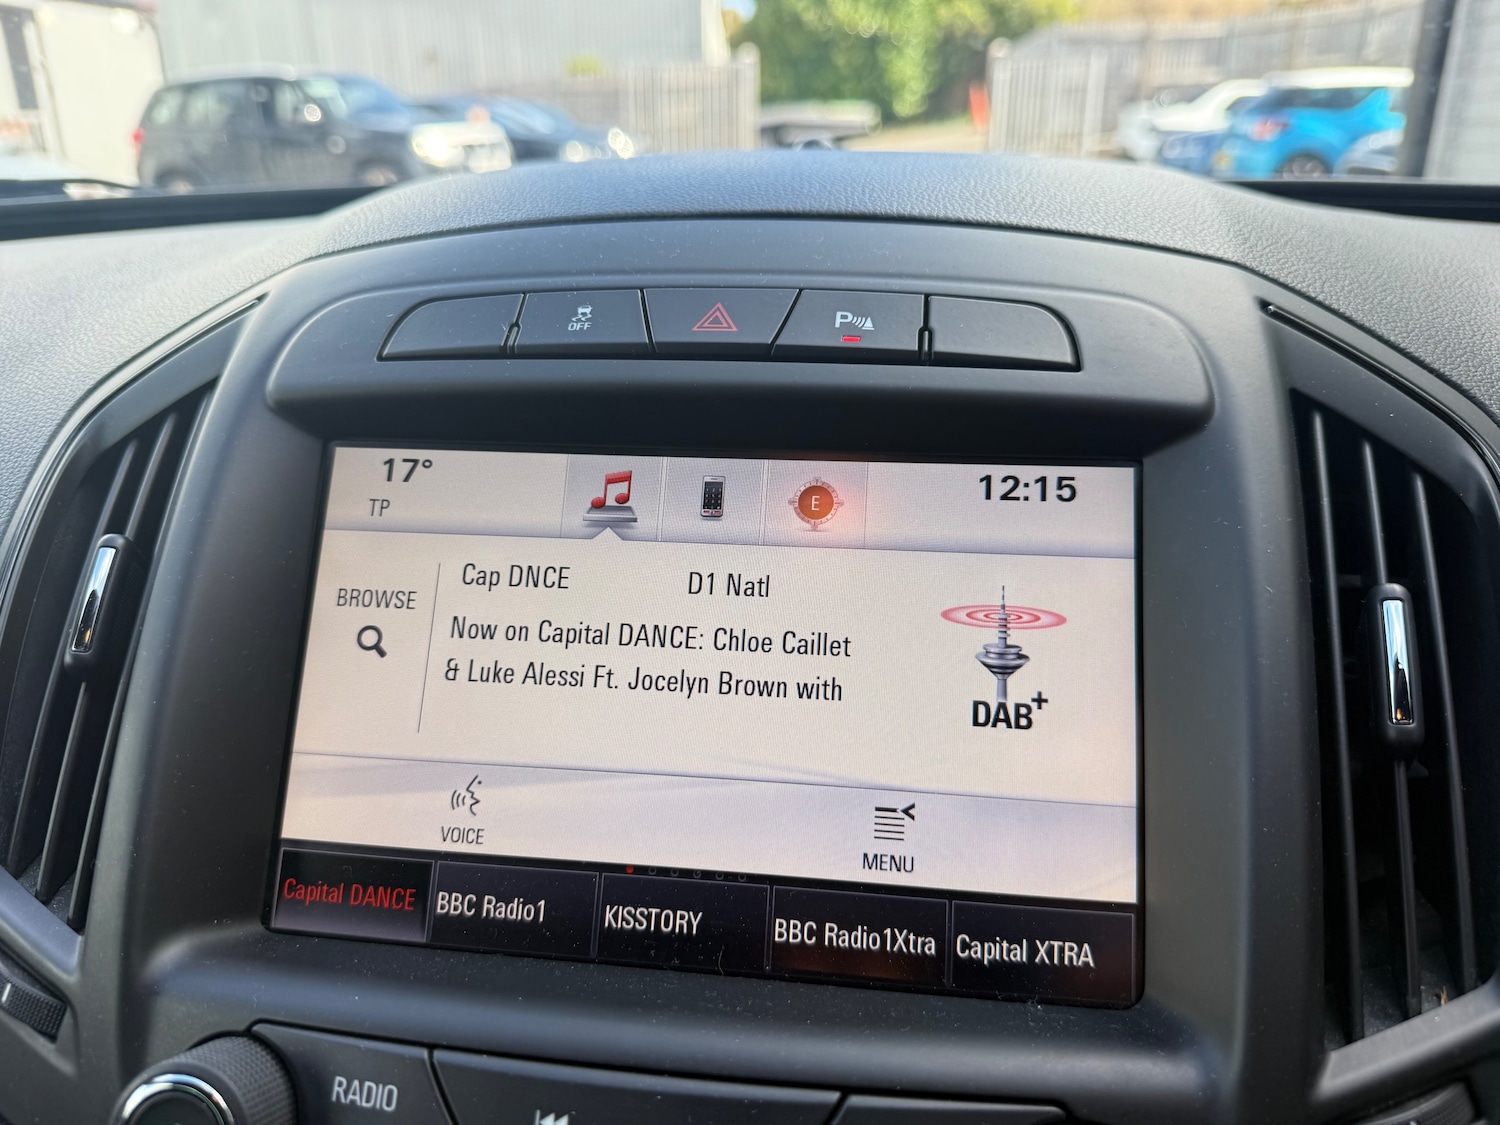 OFF
P
17°
TP
E
12:15
Cap DNCE D1 Natl
BROWSE
Now on Capital DANCE: Chloe Caillet
& Luke Alessi Ft. Jocelyn Brown with
DAB+
VOICE
MENU
Capital DANCE
BBC Radio1
KISSTORY
BBC Radio1Xtra
Capital XTRA
RADIO